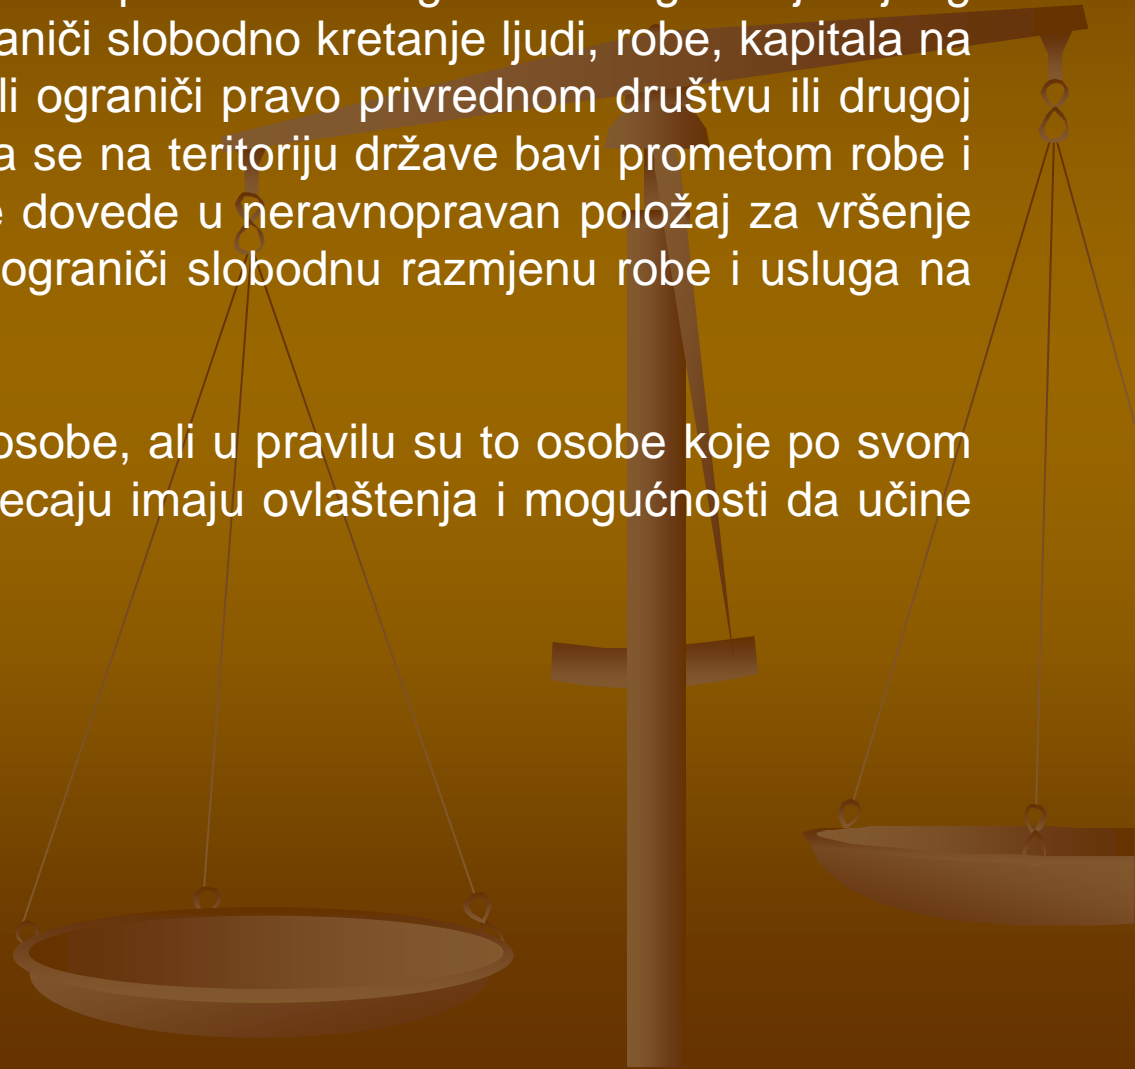 aniči slobodno kretanje ljudi, robe, kapitala na
li ograniči pravo privrednom društvu ili drugoj
a se na teritoriju države bavi prometom robe i
e dovede u neravnopravan položaj za vršenje
ograniči slobodnu razmjenu robe i usluga na
osobe, ali u pravilu su to osobe koje po svom
ecaju imaju ovlaštenja i mogućnosti da učine